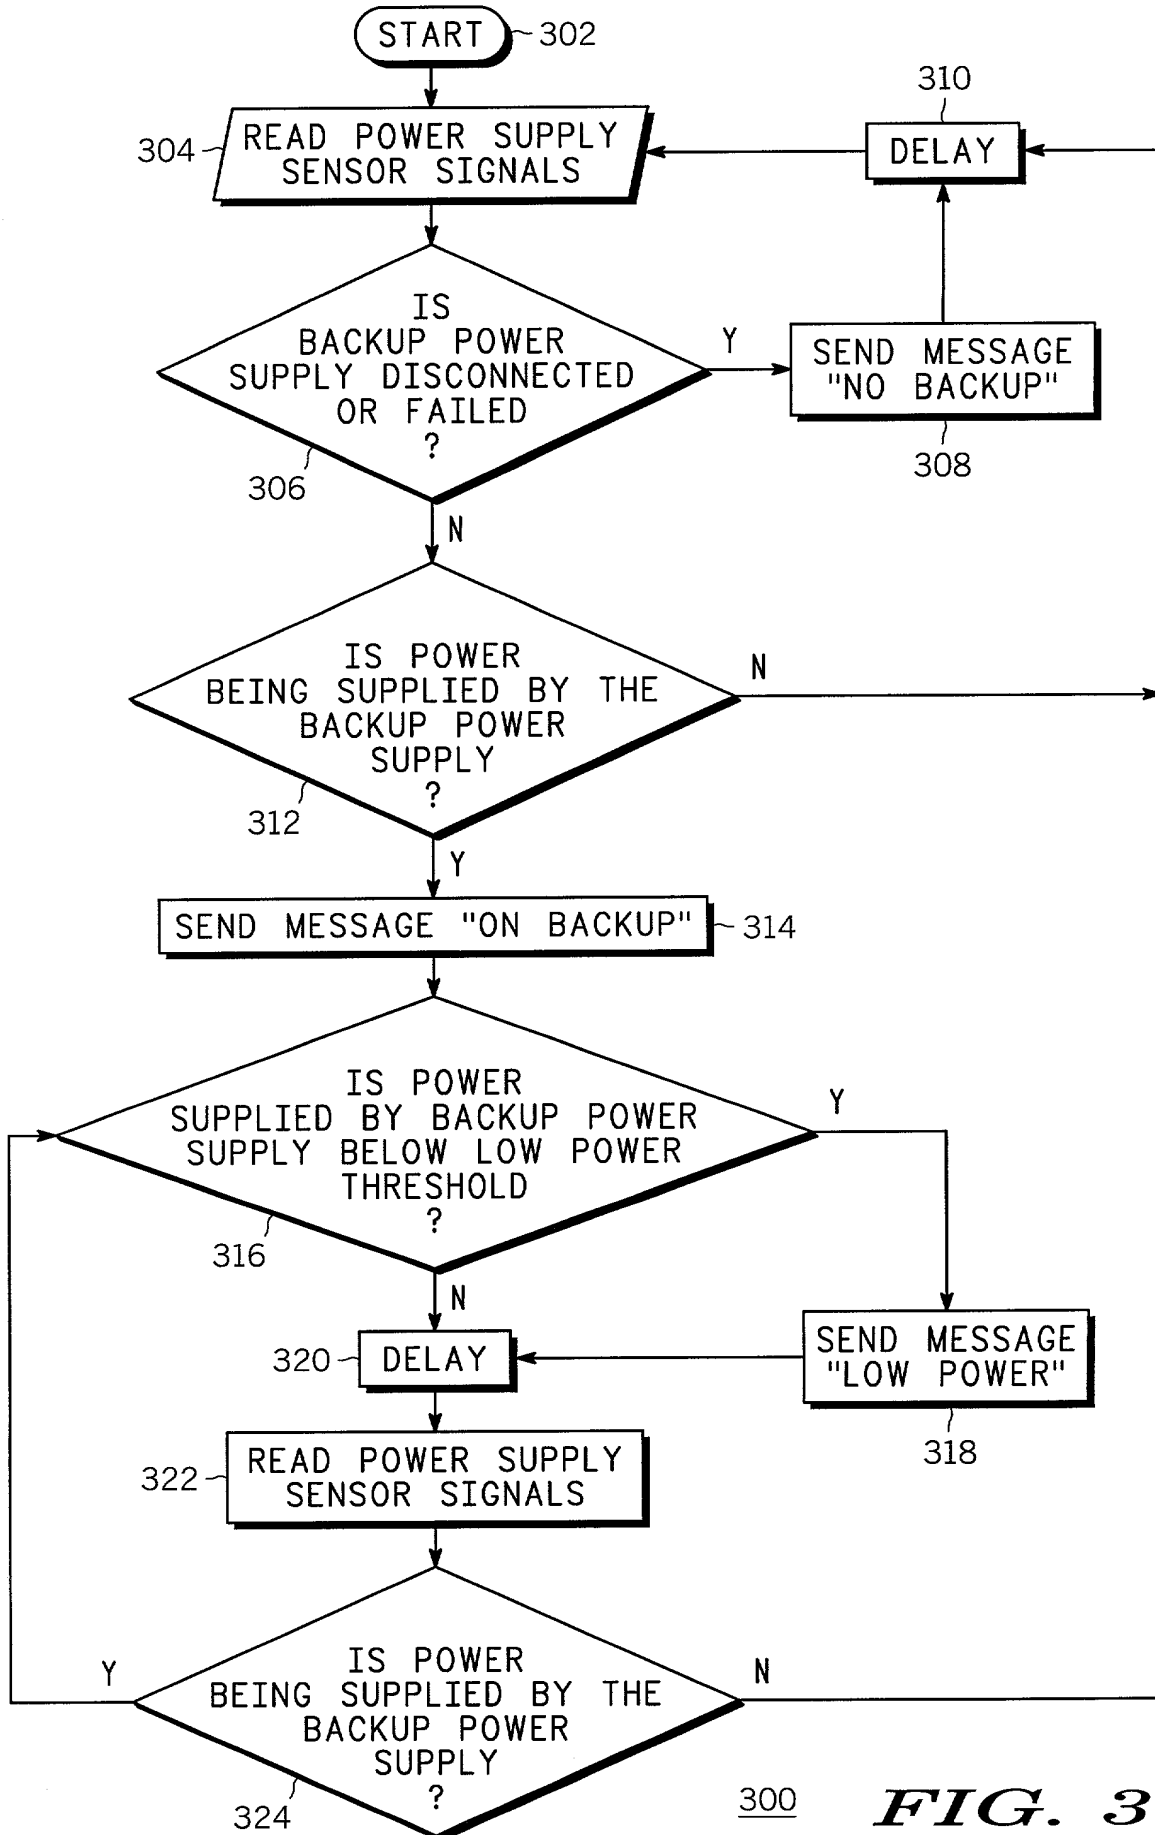 START
302
310
READ POWER SUPPLY
SENSOR SIGNALS
304
DELAY
IS
BACKUP POWER
SUPPLY DISCONNECTED
OR FAILED
?
306
Y
SEND MESSAGE
"NO BACKUP"
308
N
IS POWER
BEING SUPPLIED BY THE
BACKUP POWER
SUPPLY
?
312
N
Y
SEND MESSAGE "ON BACKUP"
314
IS POWER
SUPPLIED BY BACKUP POWER
SUPPLY BELOW LOW POWER
THRESHOLD
?
316
Y
N
320
DELAY
SEND MESSAGE
"LOW POWER"
318
322
READ POWER SUPPLY
SENSOR SIGNALS
IS POWER
BEING SUPPLIED BY THE
BACKUP POWER
SUPPLY
?
324
Y
N
300
FIG. 3